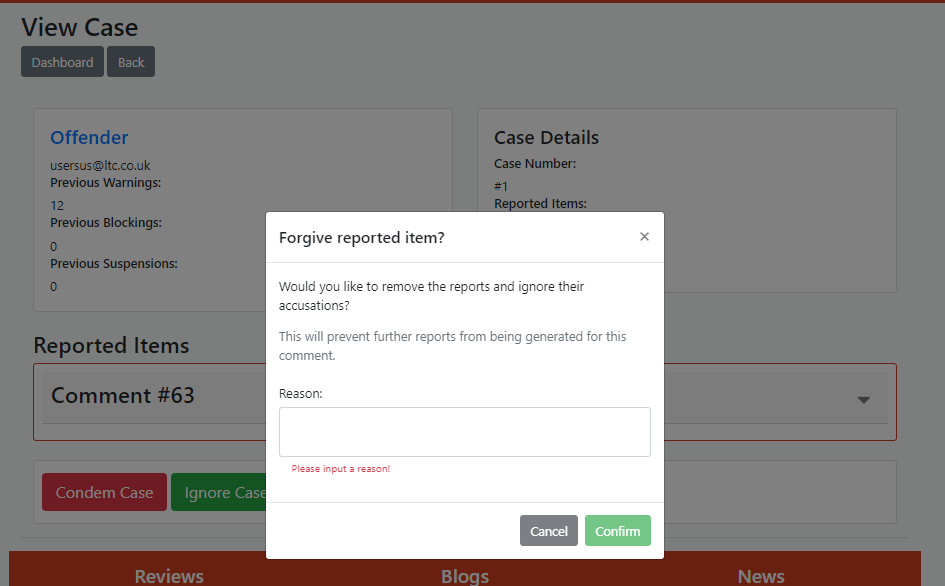 View Case
Dashboard
Back
Offender
usersus@ltc.co.uk
Previous Warnings:
12
Previous Blockings:
0
Previous Suspensions:
0
Case Details
Case Number:
#1
Reported Items:
Forgive reported item?
×
Would you like to remove the reports and ignore their
accusations?
This will prevent further reports from being generated for this
comment.
Reason:
Please input a reason!
Cancel
Confirm
Reported Items
Comment #63
Condem Case
Ignore Case
Reviews
Blogs
News